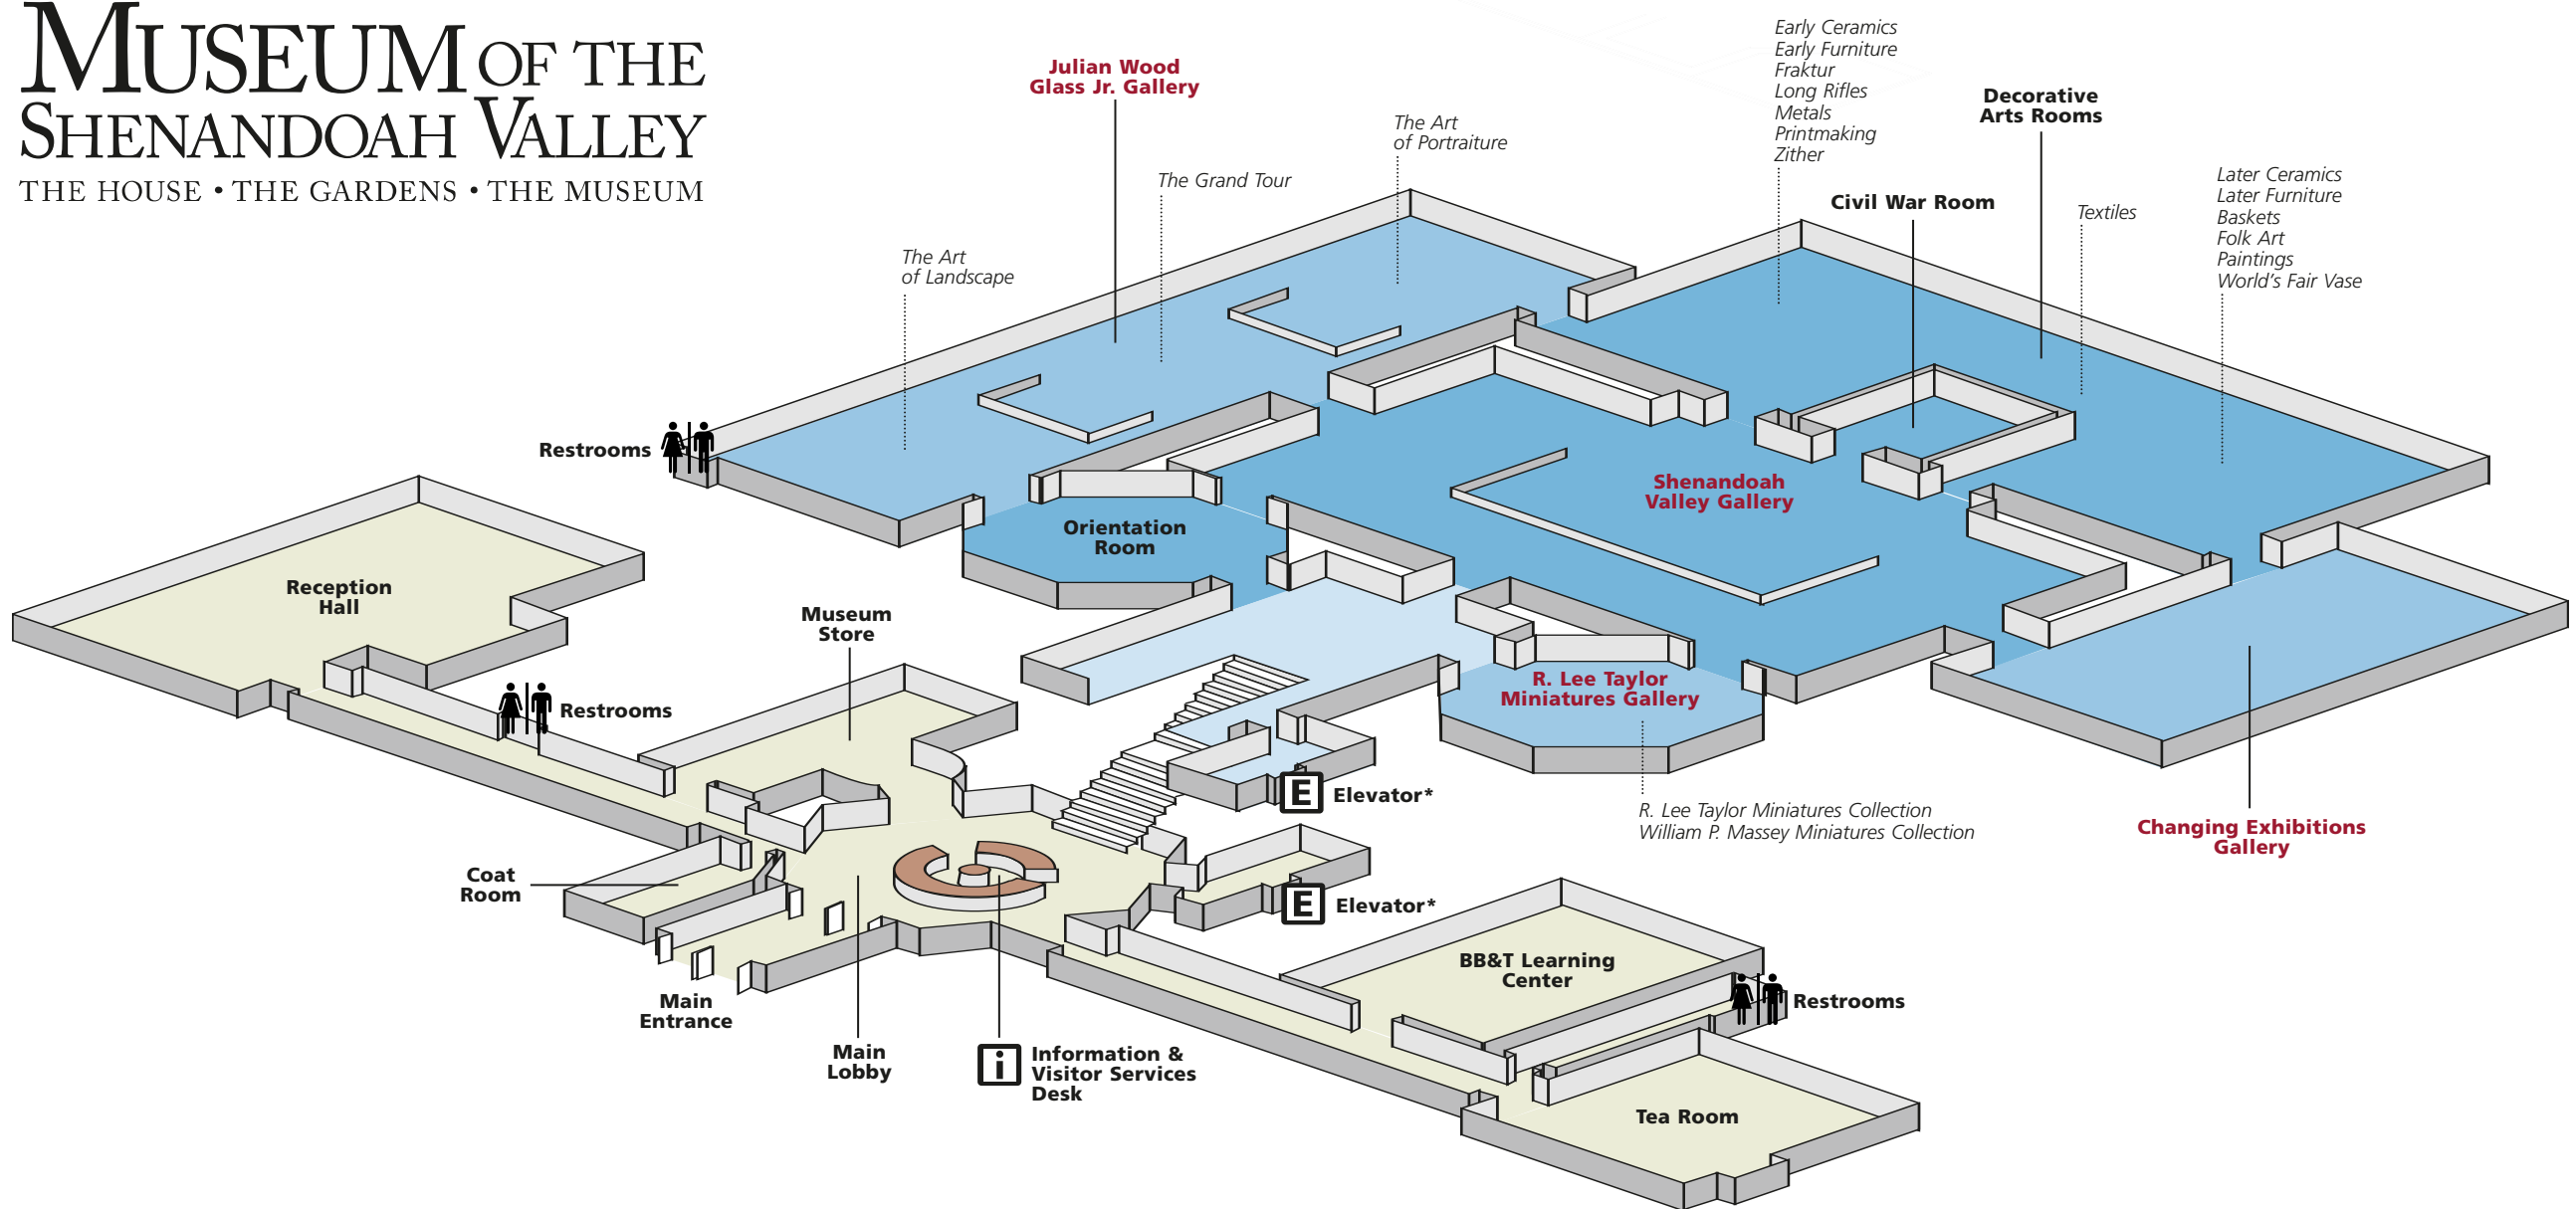 MUSEUM OF THE
SHENANDOAH VALLEY
THE HOUSE • THE GARDENS • THE MUSEUM
Julian Wood
Glass Jr. Gallery
The Art
of Landscape
The Grand Tour
The Art
of Portraiture
Early Ceramics
Early Furniture
Fraktur
Long Rifles
Metals
Printmaking
Zither
Civil War Room
Decorative
Arts Rooms
Textiles
Later Ceramics
Later Furniture
Baskets
Folk Art
Paintings
World's Fair Vase
Restrooms
Orientation
Room
Shenandoah
Valley Gallery
Reception
Hall
Museum
Store
Restrooms
R. Lee Taylor
Miniatures Gallery
E
Elevator*
R. Lee Taylor Miniatures Collection
William P. Massey Miniatures Collection
Changing Exhibitions
Gallery
Coat
Room
E
Elevator*
Main
Entrance
Main
Lobby
i
Information &
Visitor Services
Desk
BB&T Learning
Center
Restrooms
Tea Room